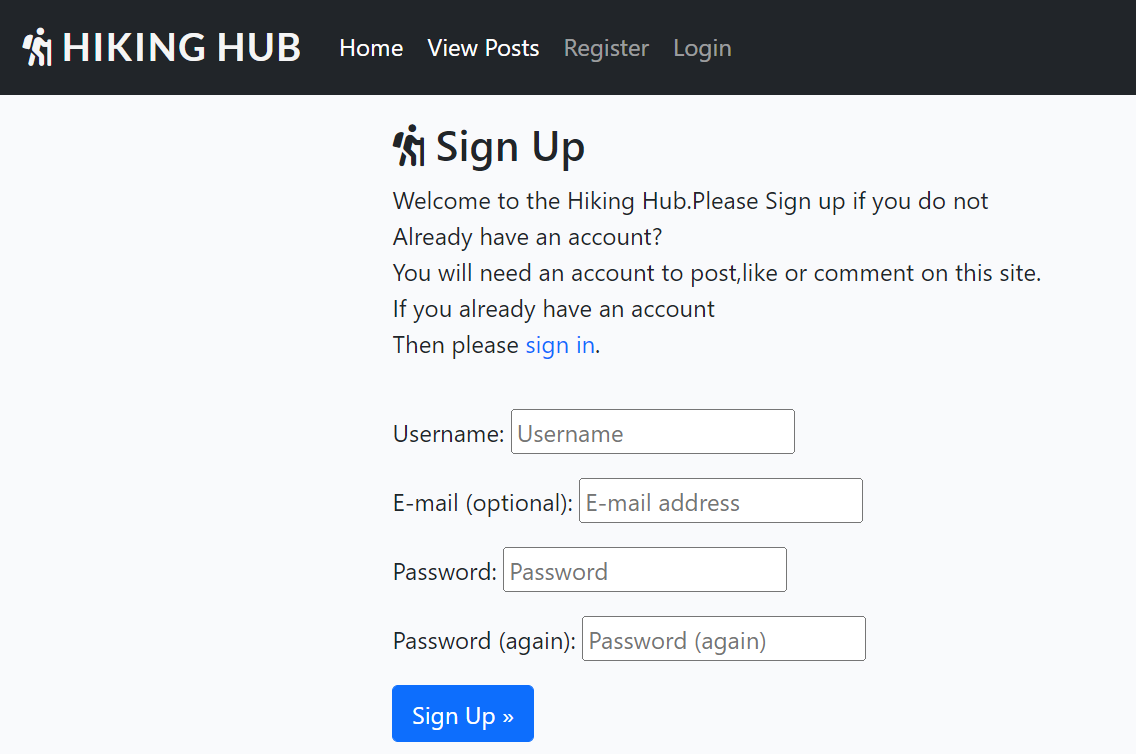 HIKING HUB Home View Posts Register Login
Sign Up
Welcome to the Hiking Hub.Please Sign up if you do not
Already have an account?
You will need an account to post,like or comment on this site.
If you already have an account
Then please sign in.
Username: Username
E-mail (optional): E-mail address
Password: Password
Password (again): Password (again)
Sign Up »